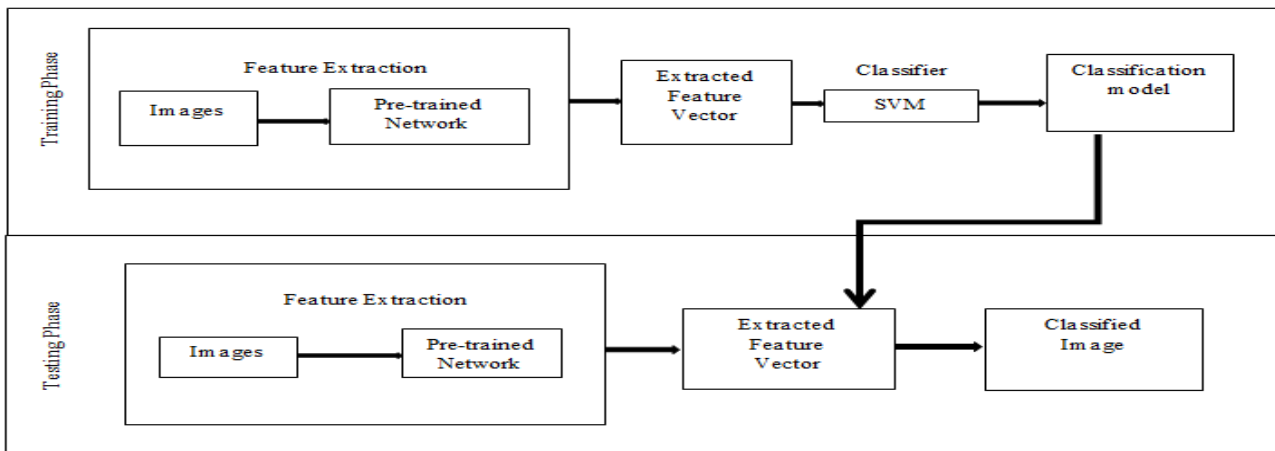 Training Phase
Feature Extraction
Images
Pre-trained
Network
Extracted
Feature
Vector
Classifier
SVM
Classification
model
Testing Phase
Feature Extraction
Images
Pre-trained
Network
Extracted
Feature
Vector
Classified
Image